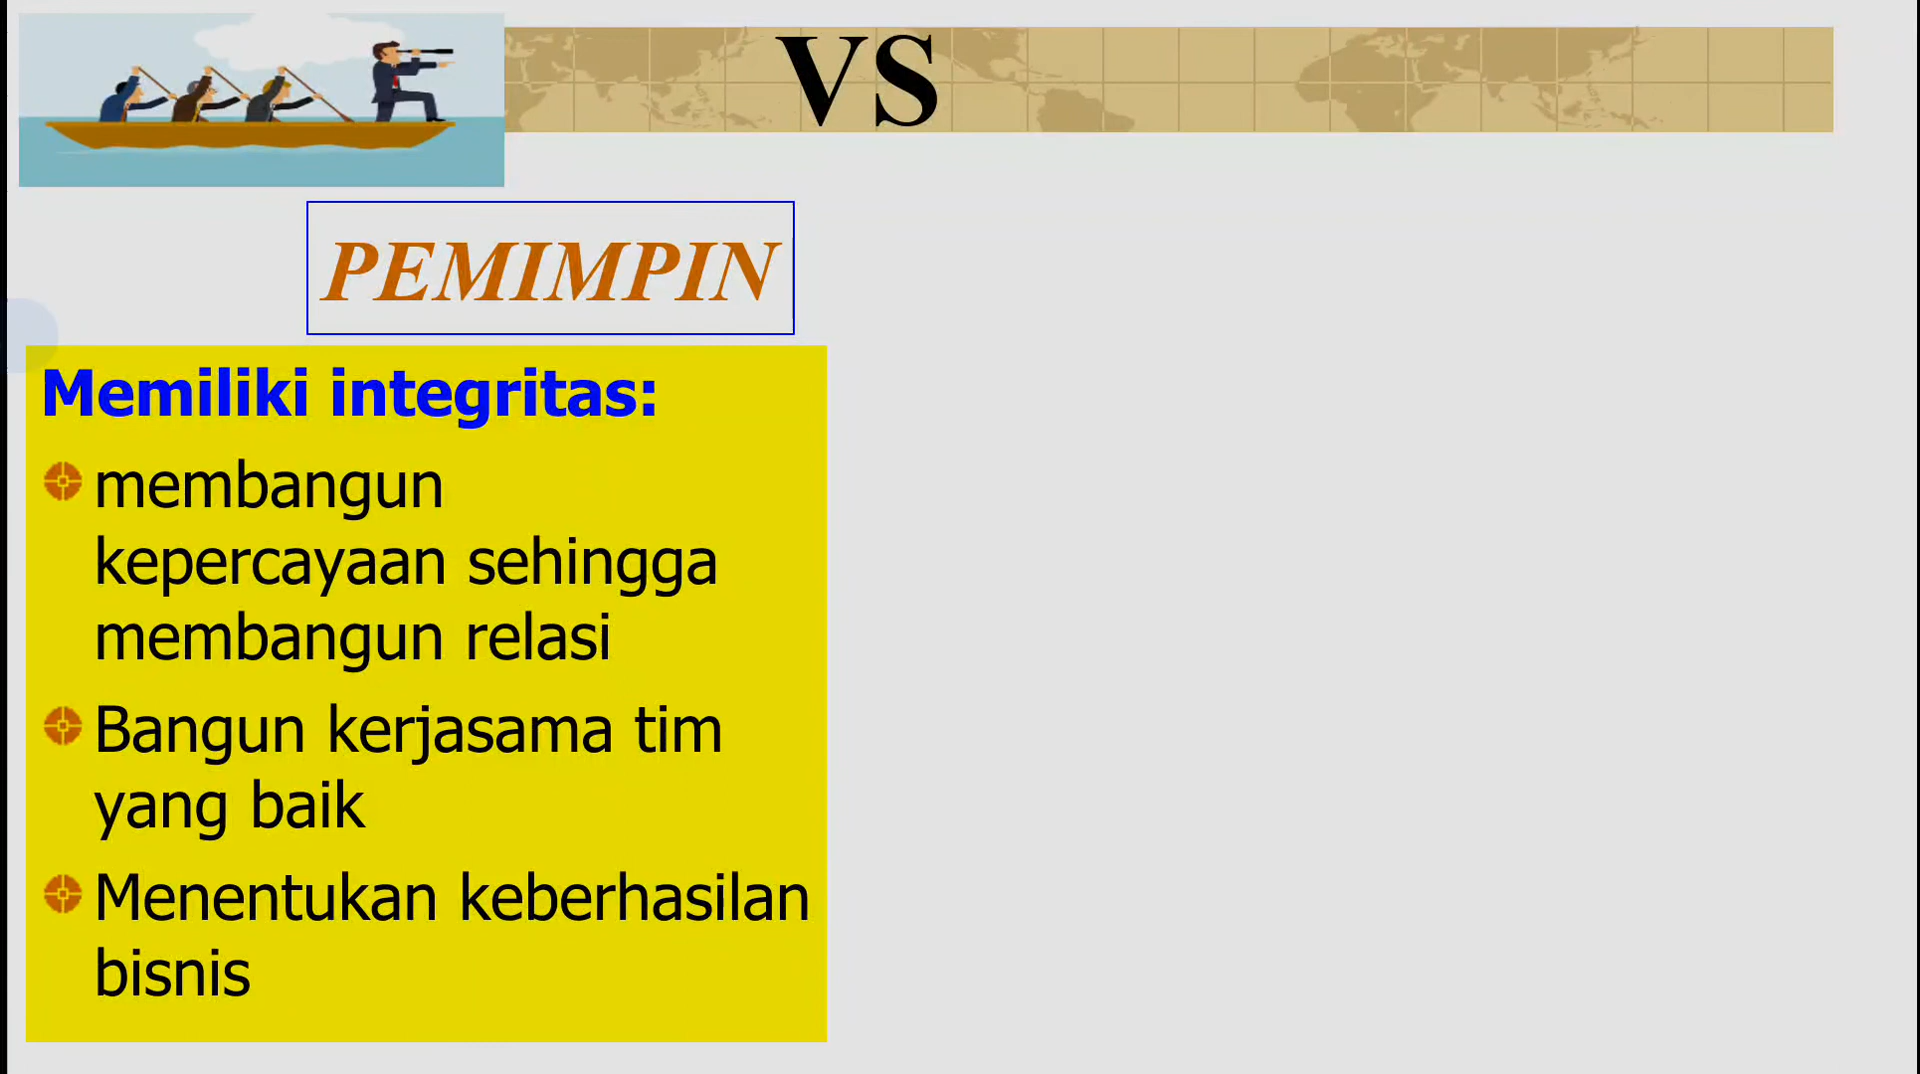 VS
PEMIMPIN
Memiliki integritas:
membangun
kepercayaan sehingga
membangun relasi
Bangun kerjasama tim
yang baik
Menentukan keberhasilan
bisnis